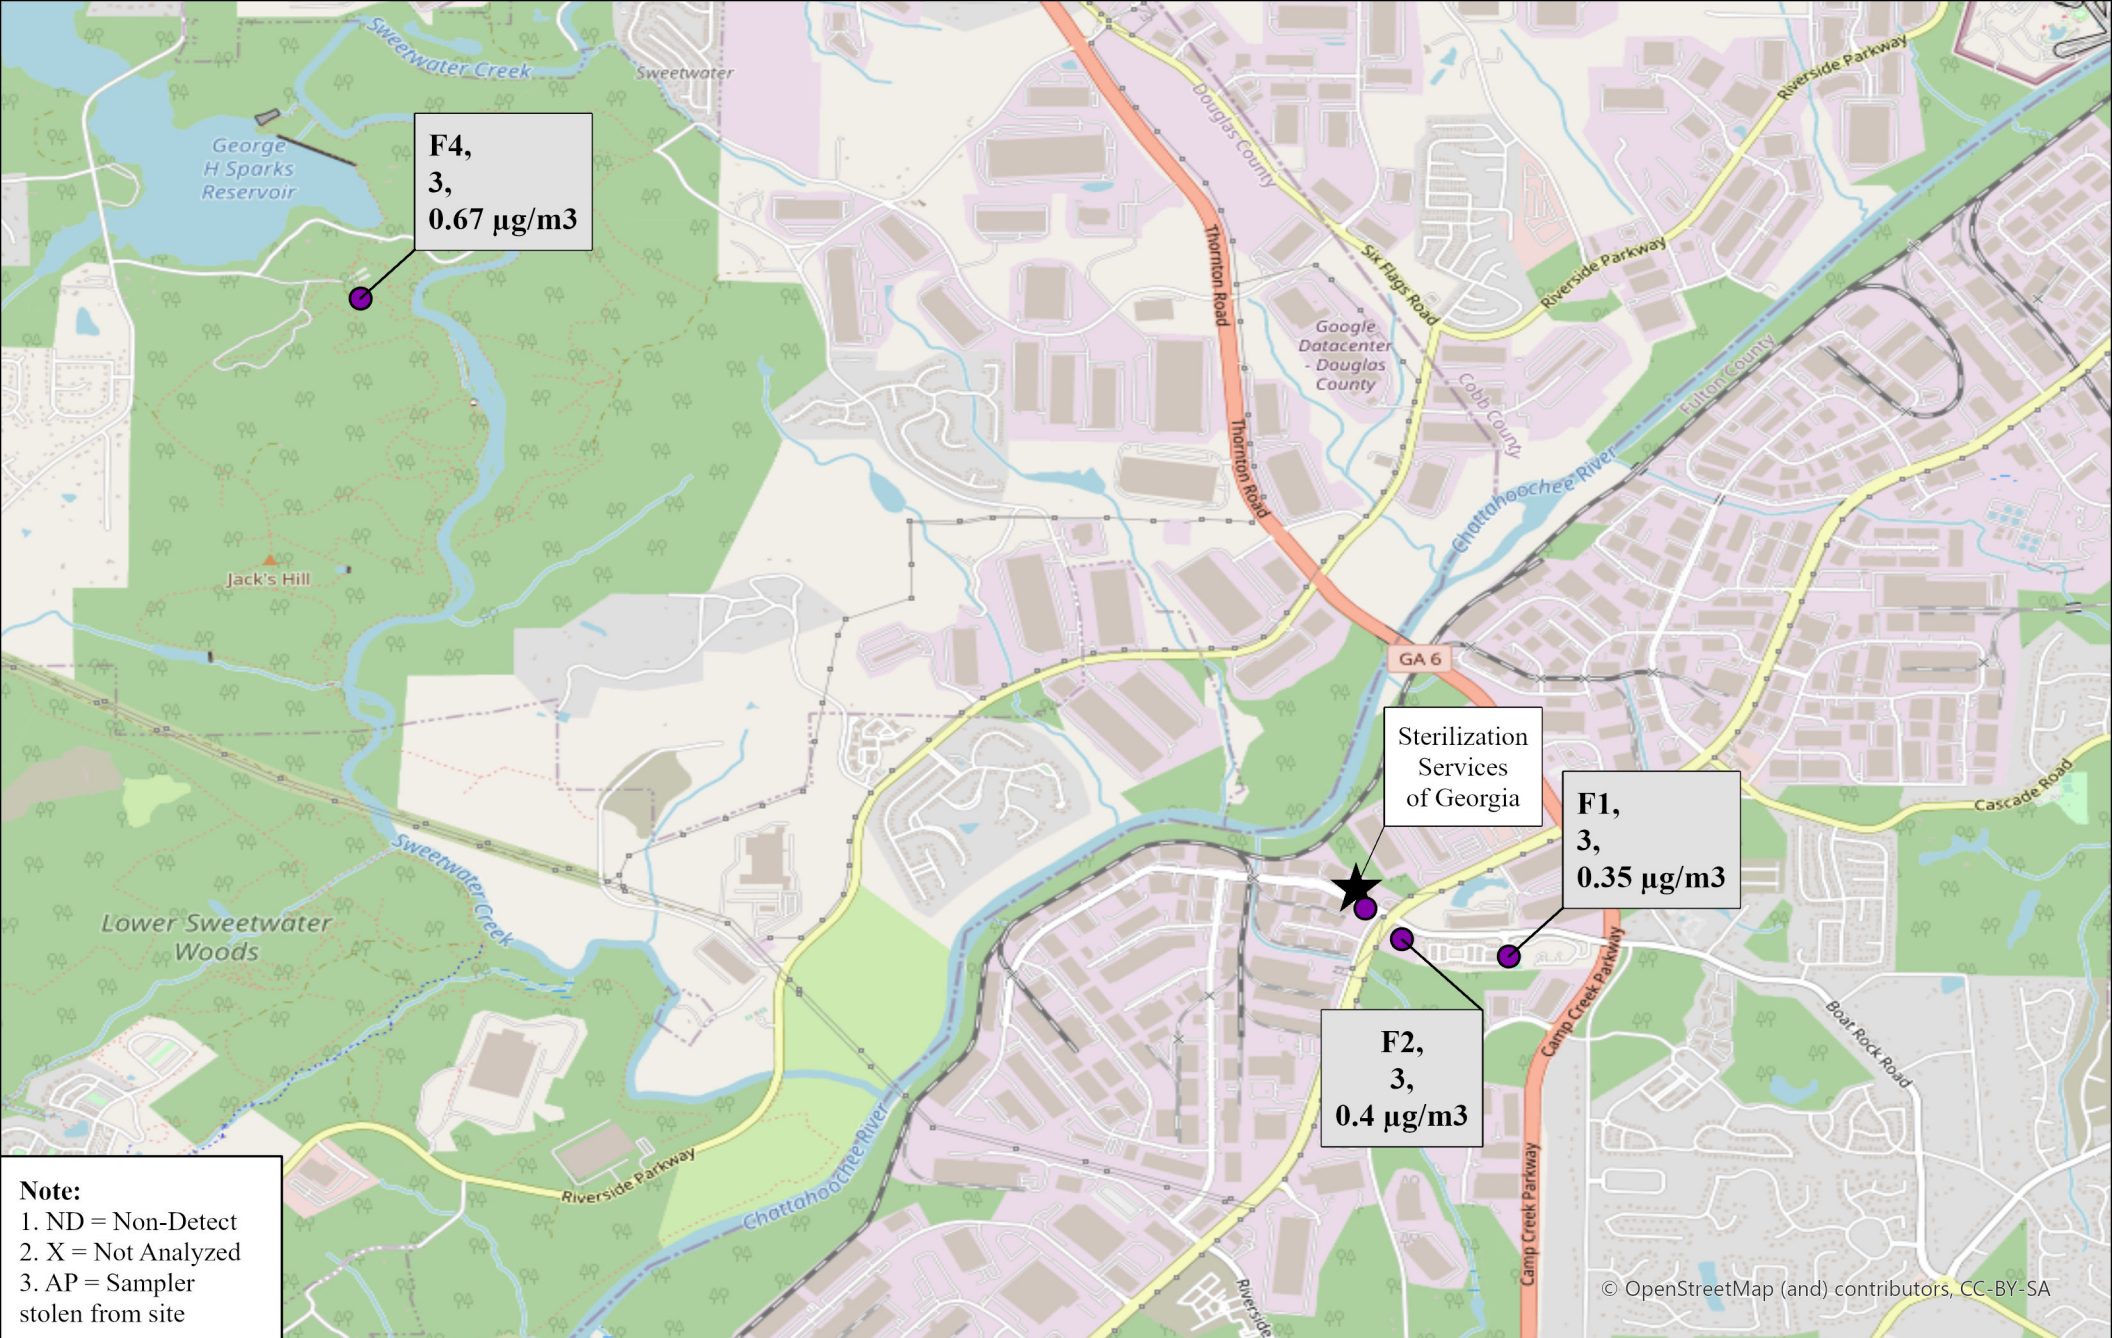 Sweetwater Creek
Sweetwater
George
H Sparks
Reservoir
F4,
3,
0.67 µg/m3
Douglas County
Riverside Parkway
Thornton Road
Six Flags Road
Riverside Parkway
Google
Datacenter
- Douglas
County
Cobb County
Fulton County
Thornton Road
Chattahoochee River
Jack's Hill
GA 6
Sterilization
Services
of Georgia
F1,
3,
0.35 µg/m3
Cascade Road
Sweetwater Creek
Lower Sweetwater
Woods
Camp Creek Parkway
Boat Rock Road
F2,
3,
0.4 µg/m3
Riverside Parkway
Chattahoochee River
Camp Creek Parkway
Riverside
Note:
1. ND = Non-Detect
2. X = Not Analyzed
3. AP = Sampler
stolen from site
© OpenStreetMap (and) contributors, CC-BY-SA